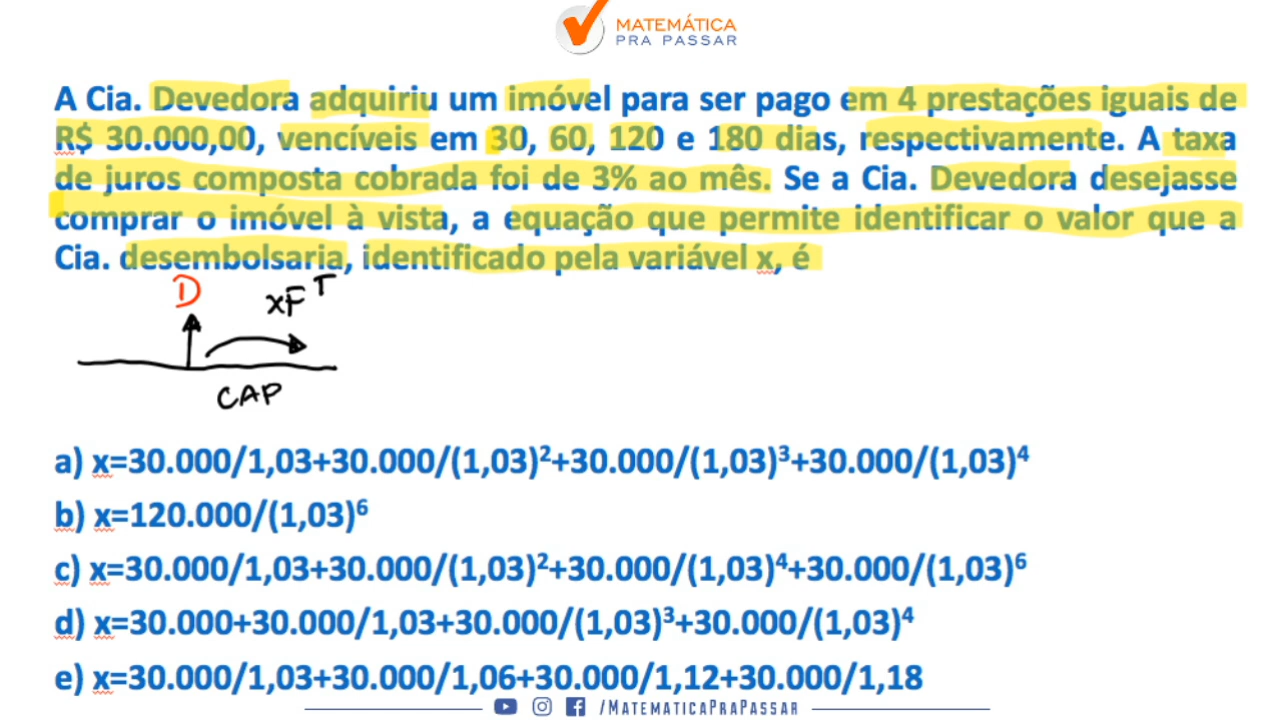 MATEMÁTICA
PRA PASSAR
A Cia. Devedora adquiriu um imóvel para ser pago em 4 prestações iguais de
R$ 30.000,00, vencíveis em 30, 60, 120 e 180 dias, respectivamente. A taxa
de juros composta cobrada foi de 3% ao mês. Se a Cia. Devedora desejasse
comprar o imóvel à vista, a equação que permite identificar o valor que a
Cia. desembolsaria, identificado pela variável x, é
D
xFᵀ
CAP
a) x=30.000/1,03+30.000/(1,03)²+30.000/(1,03)³+30.000/(1,03)⁴
b) x=120.000/(1,03)⁶
c) x=30.000/1,03+30.000/(1,03)²+30.000/(1,03)⁴+30.000/(1,03)⁶
d) x=30.000+30.000/1,03+30.000/(1,03)³+30.000/(1,03)⁴
e) x=30.000/1,03+30.000/1,06+30.000/1,12+30.000/1,18
/MATEMATICAPRAPASSAR